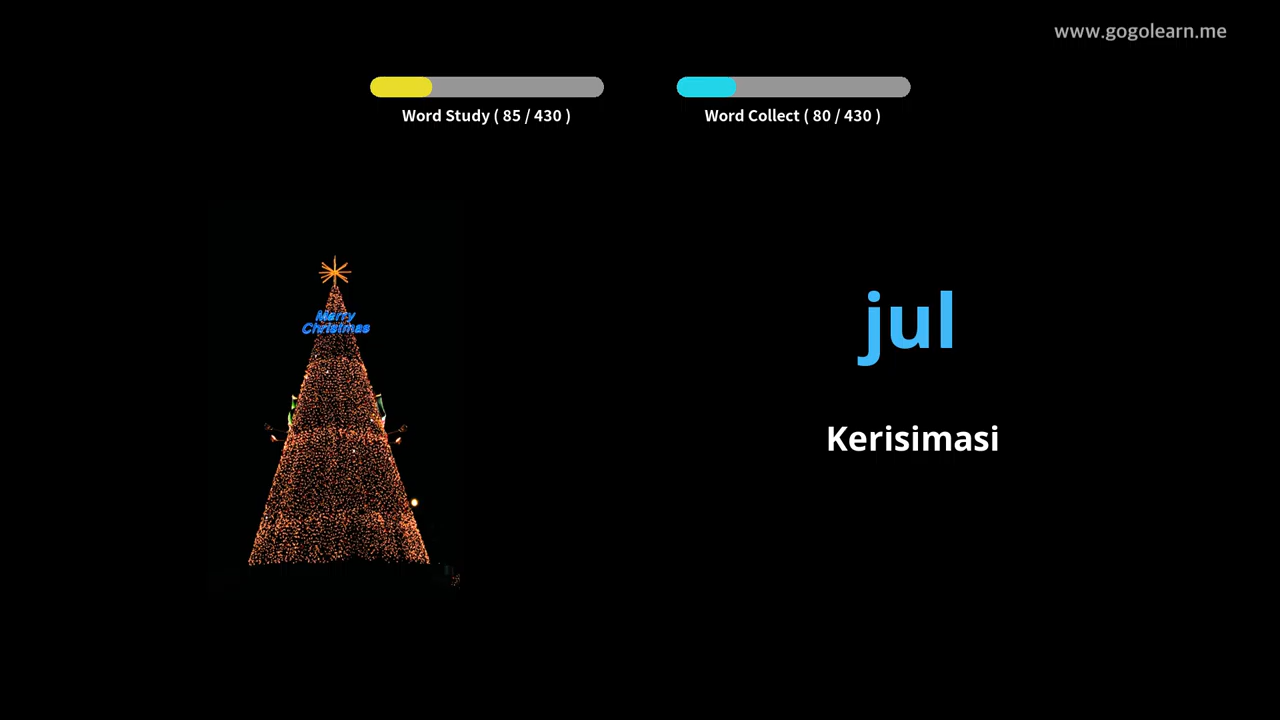 www.gogolearn.me
Word Study ( 85 / 430 )
Word Collect ( 80 / 430 )
Merry
Christmas
jul
Kerisimasi